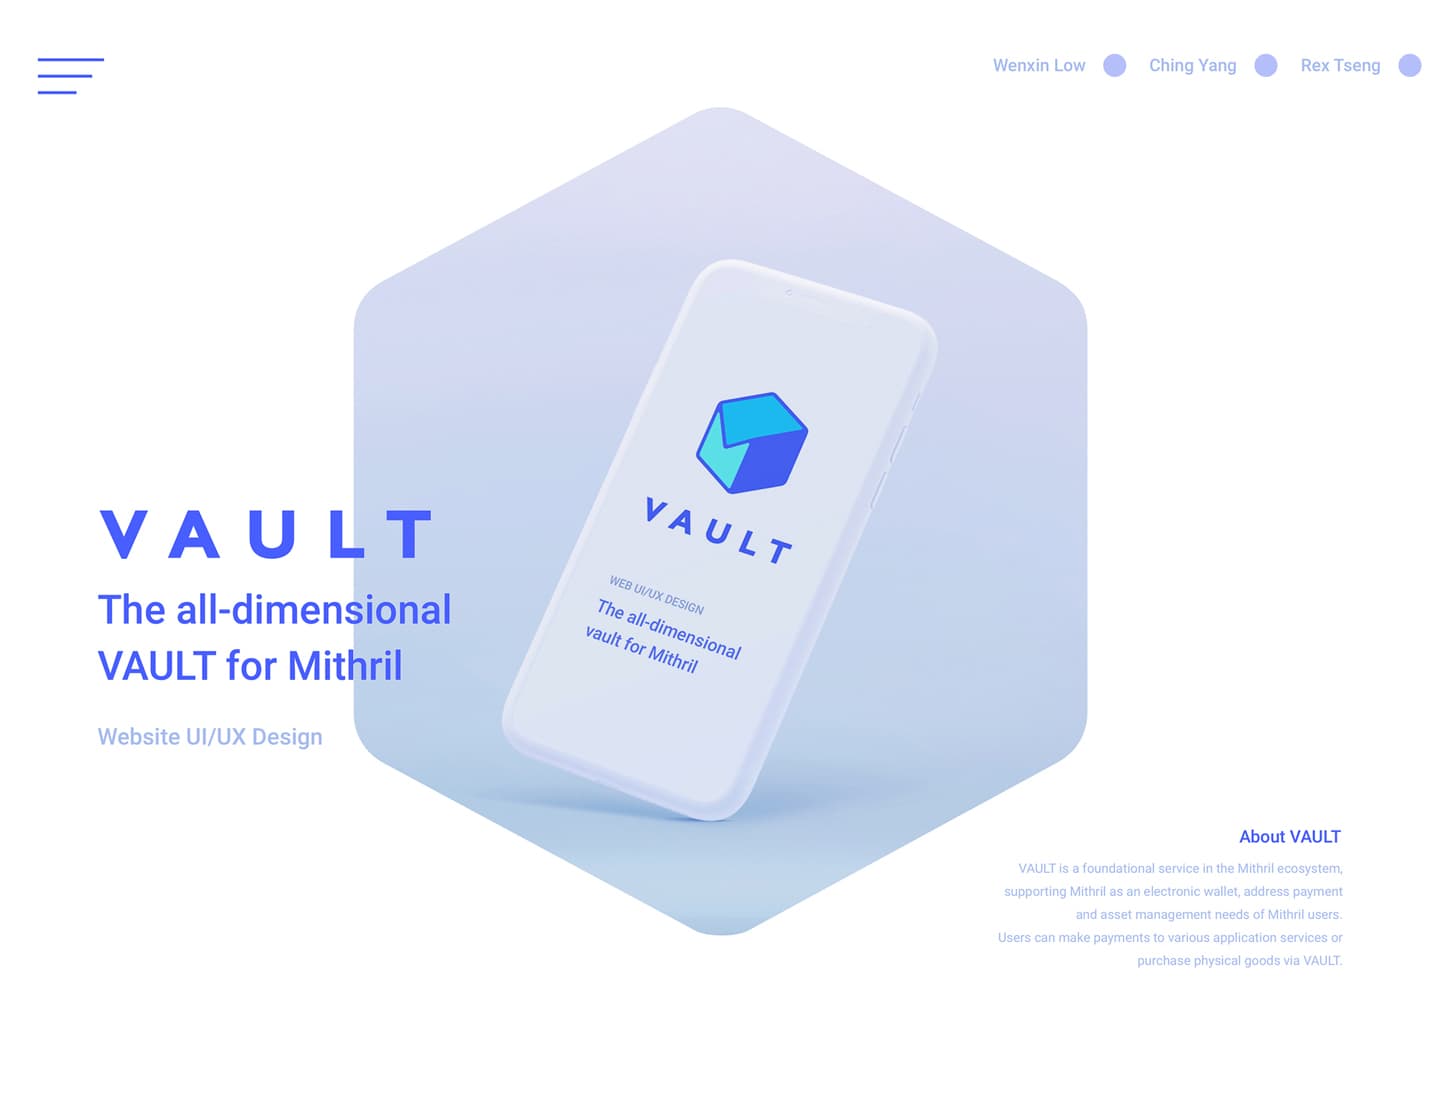 Wenxin Low
Ching Yang
Rex Tseng
VAULT
The all-dimensional
VAULT for Mithril
Website UI/UX Design
VAULT
WEB UI/UX DESIGN
The all-dimensional
vault for Mithril
About VAULT
VAULT is a foundational service in the Mithril ecosystem,
supporting Mithril as an electronic wallet, address payment
and asset management needs of Mithril users.
Users can make payments to various application services or
purchase physical goods via VAULT.